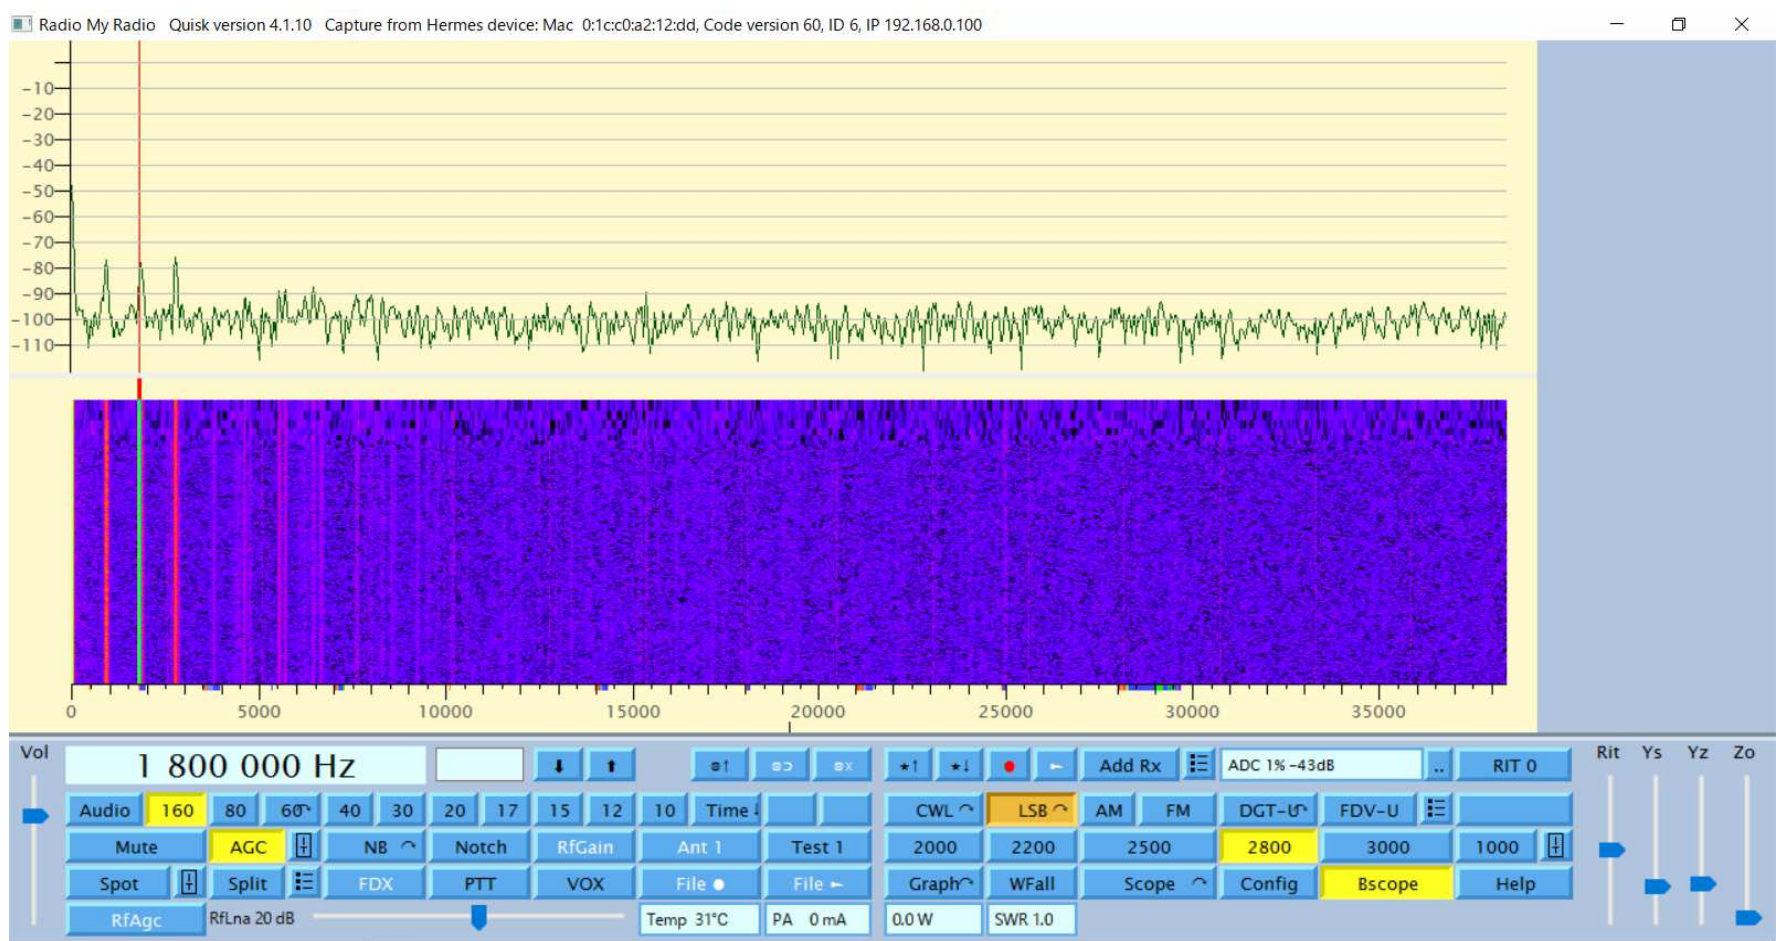 Radio My Radio Quisk version 4.1.10 Capture from Hermes device: Mac 0:1c:c0:a2:12:dd, Code version 60, ID 6, IP 192.168.0.100
-10
-20
-30
-40
-50
-60
-70
-80
-90
-100
-110
0 5000 10000 15000 20000 25000 30000 35000
Vol 1 800 000 Hz Add Rx ADC 1% -43dB .. RIT 0 Rit Ys Yz Zo
Audio 160 80 60 40 30 20 17 15 12 10 Time CWL LSB AM FM DGT-U FDV-U
Mute AGC NB Notch RfGain Ant 1 Test 1 2000 2200 2500 2800 3000 1000
Spot Split FDX PTT VOX File File Graph WFall Scope Config Bscope Help
RfAgc RfLna 20 dB Temp 31°C PA 0 mA 0.0 W SWR 1.0